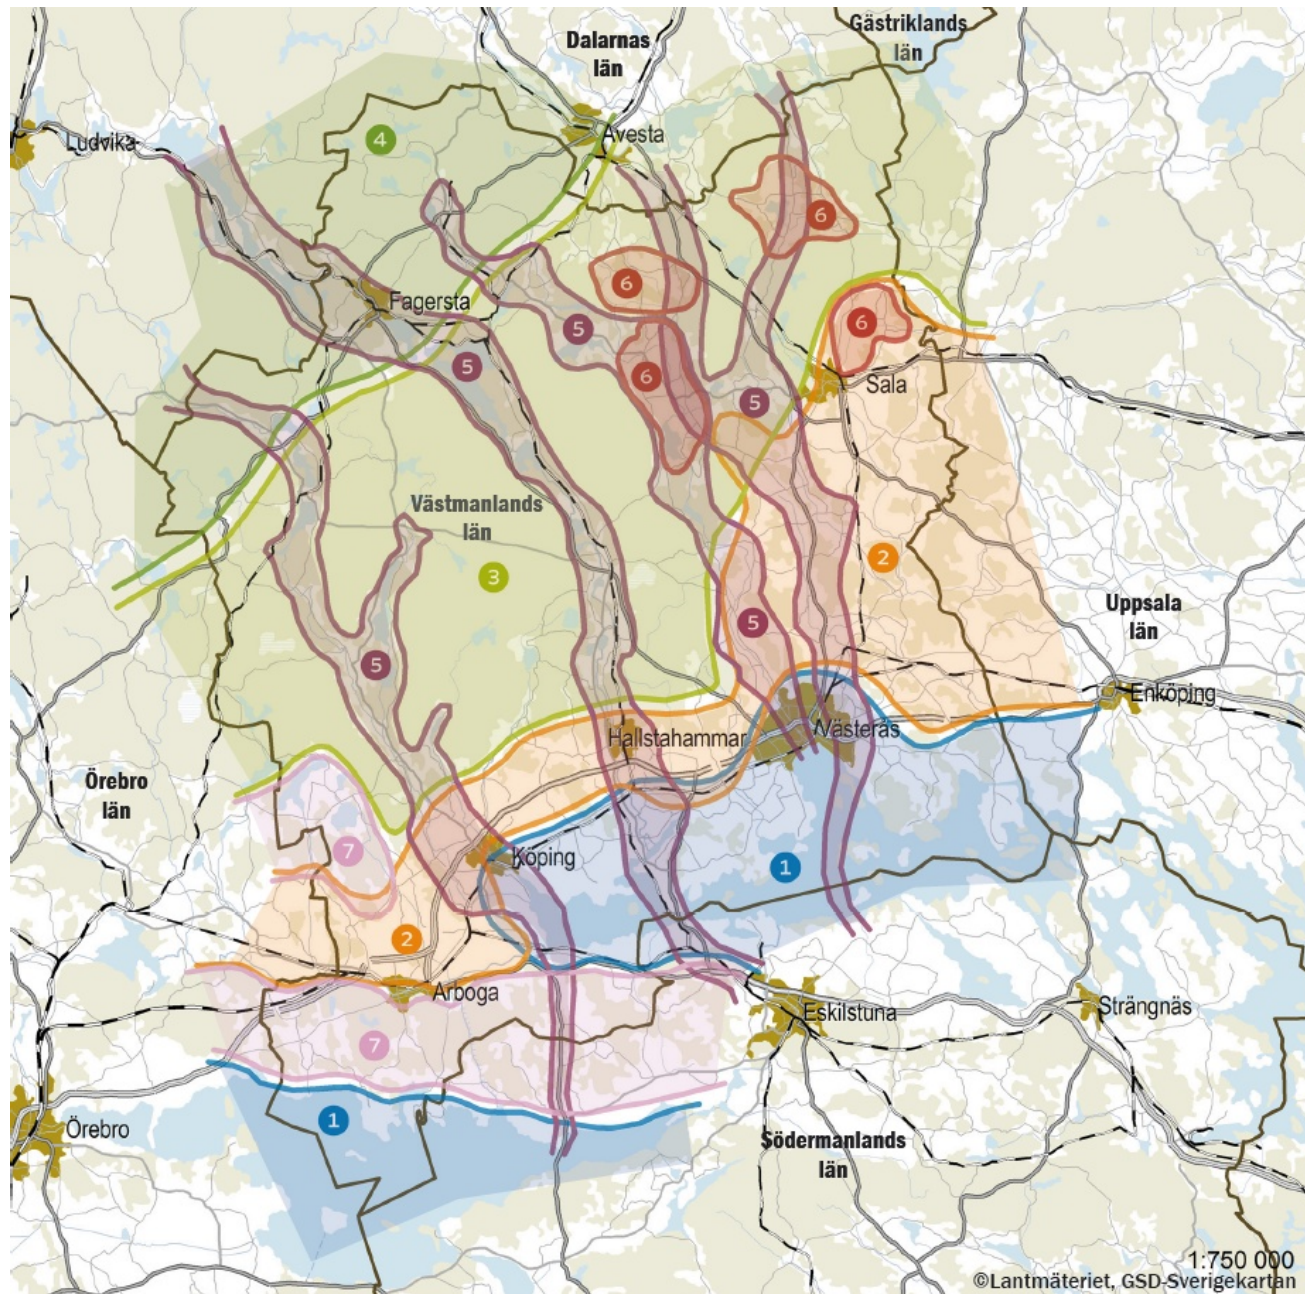 Gästriklands
län
Dalarnas
län
Ludvika
4
Avesta
6
6
Fagersta
5
6
5
6
Sala
5
Västmanlands
län
2
3
Uppsala
län
5
5
Enköping
Hallstahammar
Västerås
Örebro
län
7
Köping
1
2
Arboga
Eskilstuna
Strängnäs
7
1
Örebro
Södermanlands
län
1:750 000
©Lantmäteriet, GSD-Sverigekartan